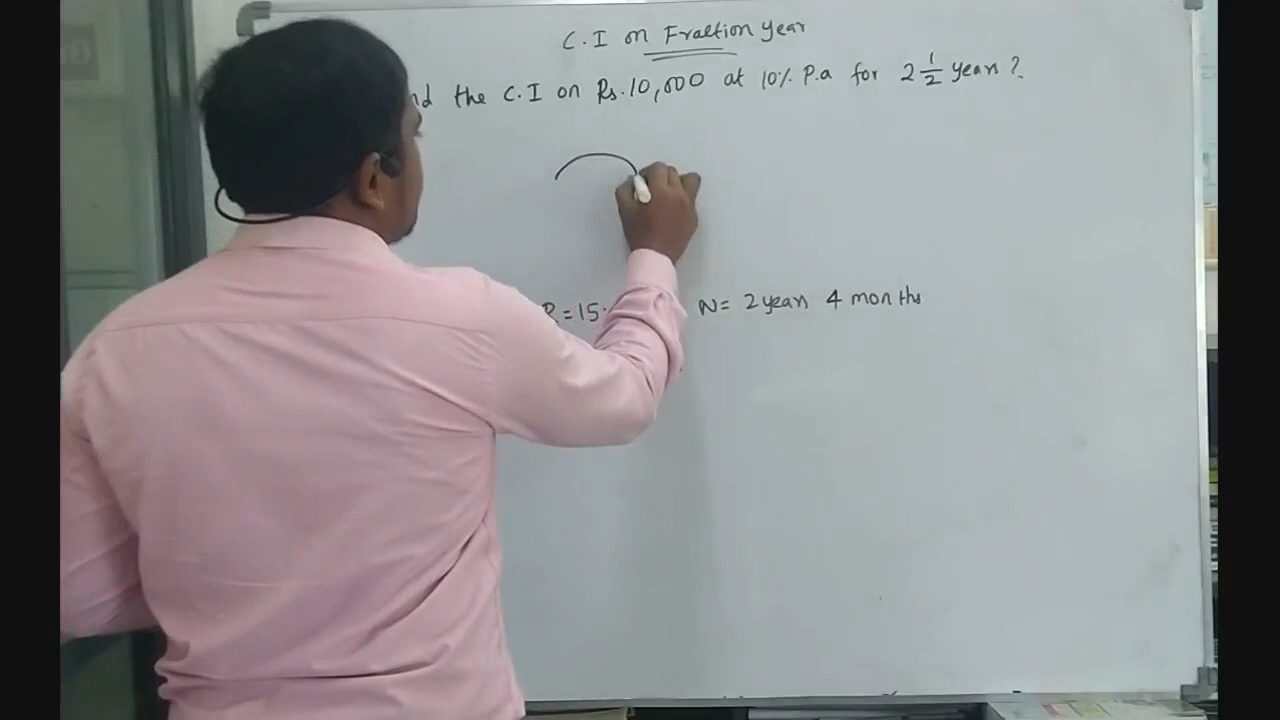 C.I on Fraction Year
nd the C.I on Rs.10,000 at 10% P.a for 2 1/2 years ?
R=15. N= 2 years 4 months